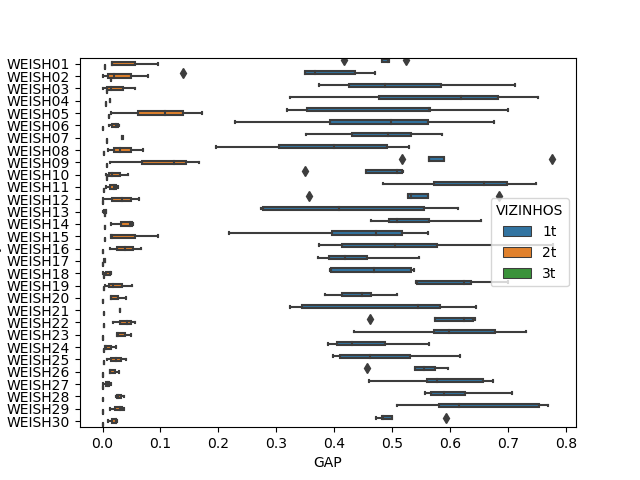 WEISH01
WEISH02
WEISH03
WEISH04
WEISH05
WEISH06
WEISH07
WEISH08
WEISH09
WEISH10
WEISH11
WEISH12
WEISH13
WEISH14
WEISH15
WEISH16
WEISH17
WEISH18
WEISH19
WEISH20
WEISH21
WEISH22
WEISH23
WEISH24
WEISH25
WEISH26
WEISH27
WEISH28
WEISH29
WEISH30
VIZINHOS
1t
2t
3t
0.0 0.1 0.2 0.3 0.4 0.5 0.6 0.7 0.8
GAP